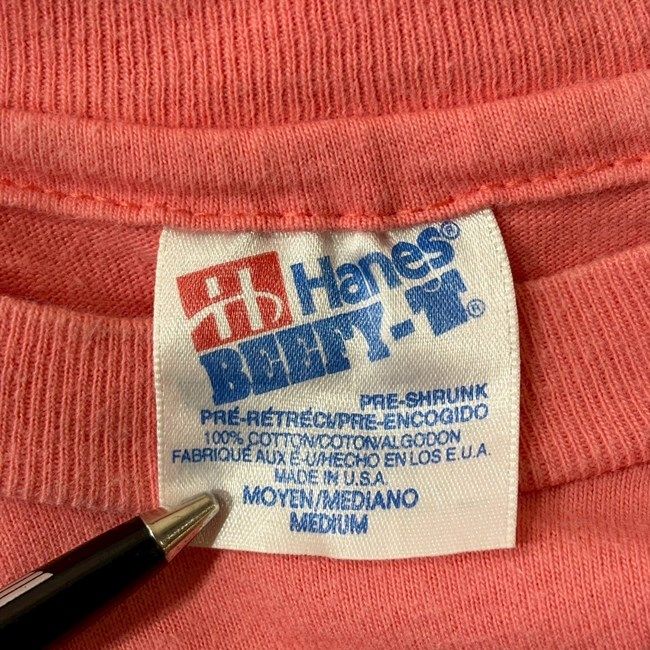 Hanes®
BEEFY-T®
PRE-SHRUNK
PRÉ-RÉTRÉCI/PRE-ENCOGIDO
100% COTTON/COTON/ALGODON
FABRIQUÉ AUX É-U/HECHO EN LOS E.U.A.
MADE IN U.S.A.
MOYEN/MEDIANO
MEDIUM